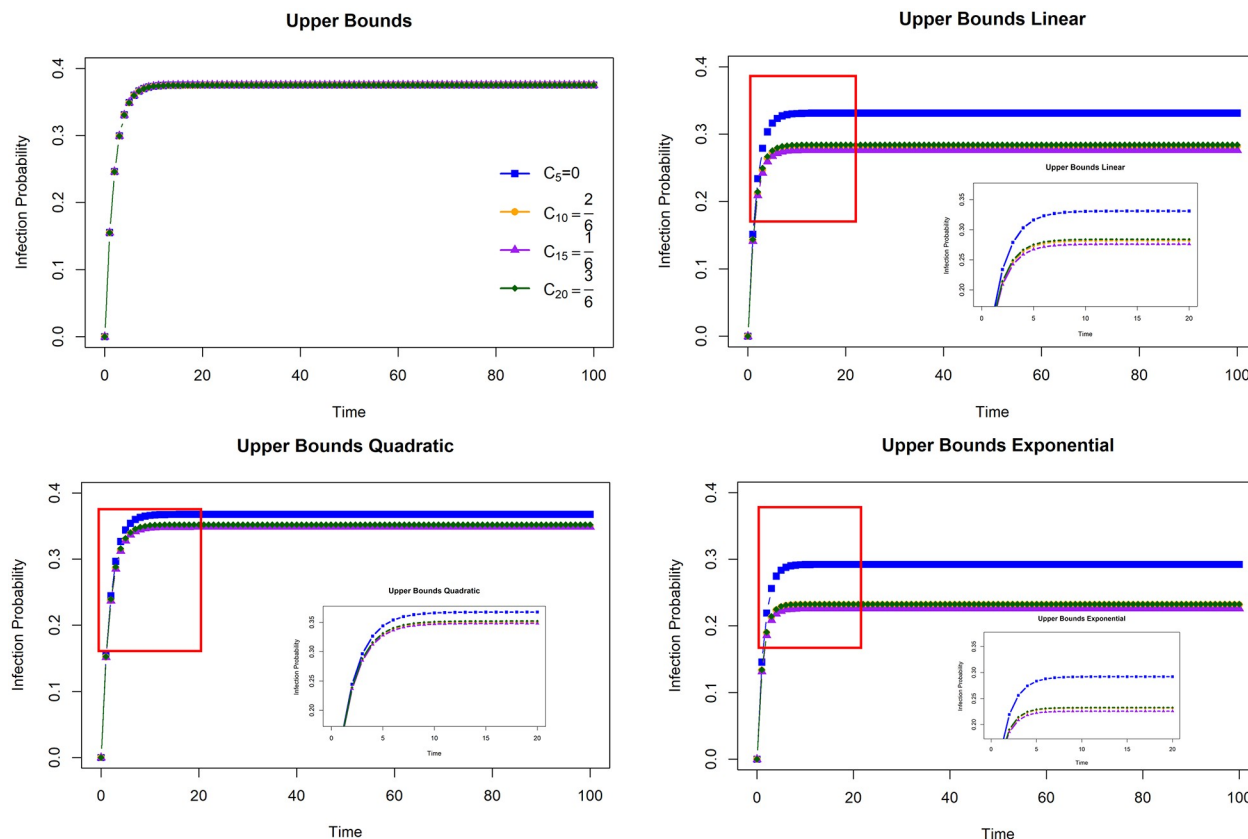 Upper Bounds
Infection Probability
0.4
0.3
0.2
0.1
0.0
C5=0
C10=2/6
C15=1/6
C20=3/6
0 20 40 60 80 100
Time
Upper Bounds Linear
Infection Probability
0.4
0.3
0.2
0.1
0.0
Upper Bounds Linear
Infection Probability
0.35
0.30
0.25
0.20
0 5 10 15 20
Time
0 20 40 60 80 100
Time
Upper Bounds Quadratic
Infection Probability
0.4
0.3
0.2
0.1
0.0
Upper Bounds Quadratic
Infection Probability
0.35
0.30
0.25
0.20
0 5 10 15 20
Time
0 20 40 60 80 100
Time
Upper Bounds Exponential
Infection Probability
0.4
0.3
0.2
0.1
0.0
Upper Bounds Exponential
Infection Probability
0.35
0.30
0.25
0.20
0 5 10 15 20
Time
0 20 40 60 80 100
Time